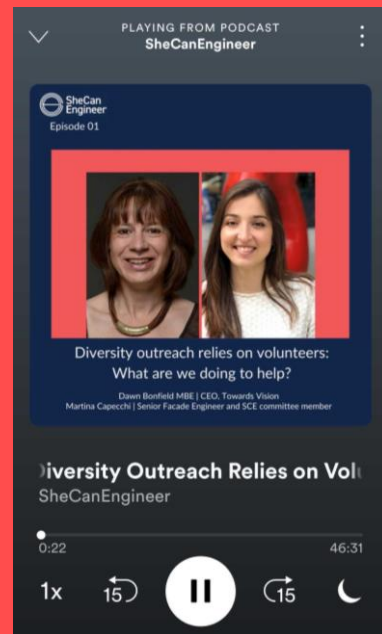 PLAYING FROM PODCAST
SheCanEngineer
SheCan
Engineer
Episode 01
Diversity outreach relies on volunteers:
What are we doing to help?
Dawn Bonfield MBE | CEO, Towards Vision
Martina Capecchi | Senior Facade Engineer and SCE committee member
iversity Outreach Relies on Vol
SheCanEngineer
0:22 46:31
1x 15 15